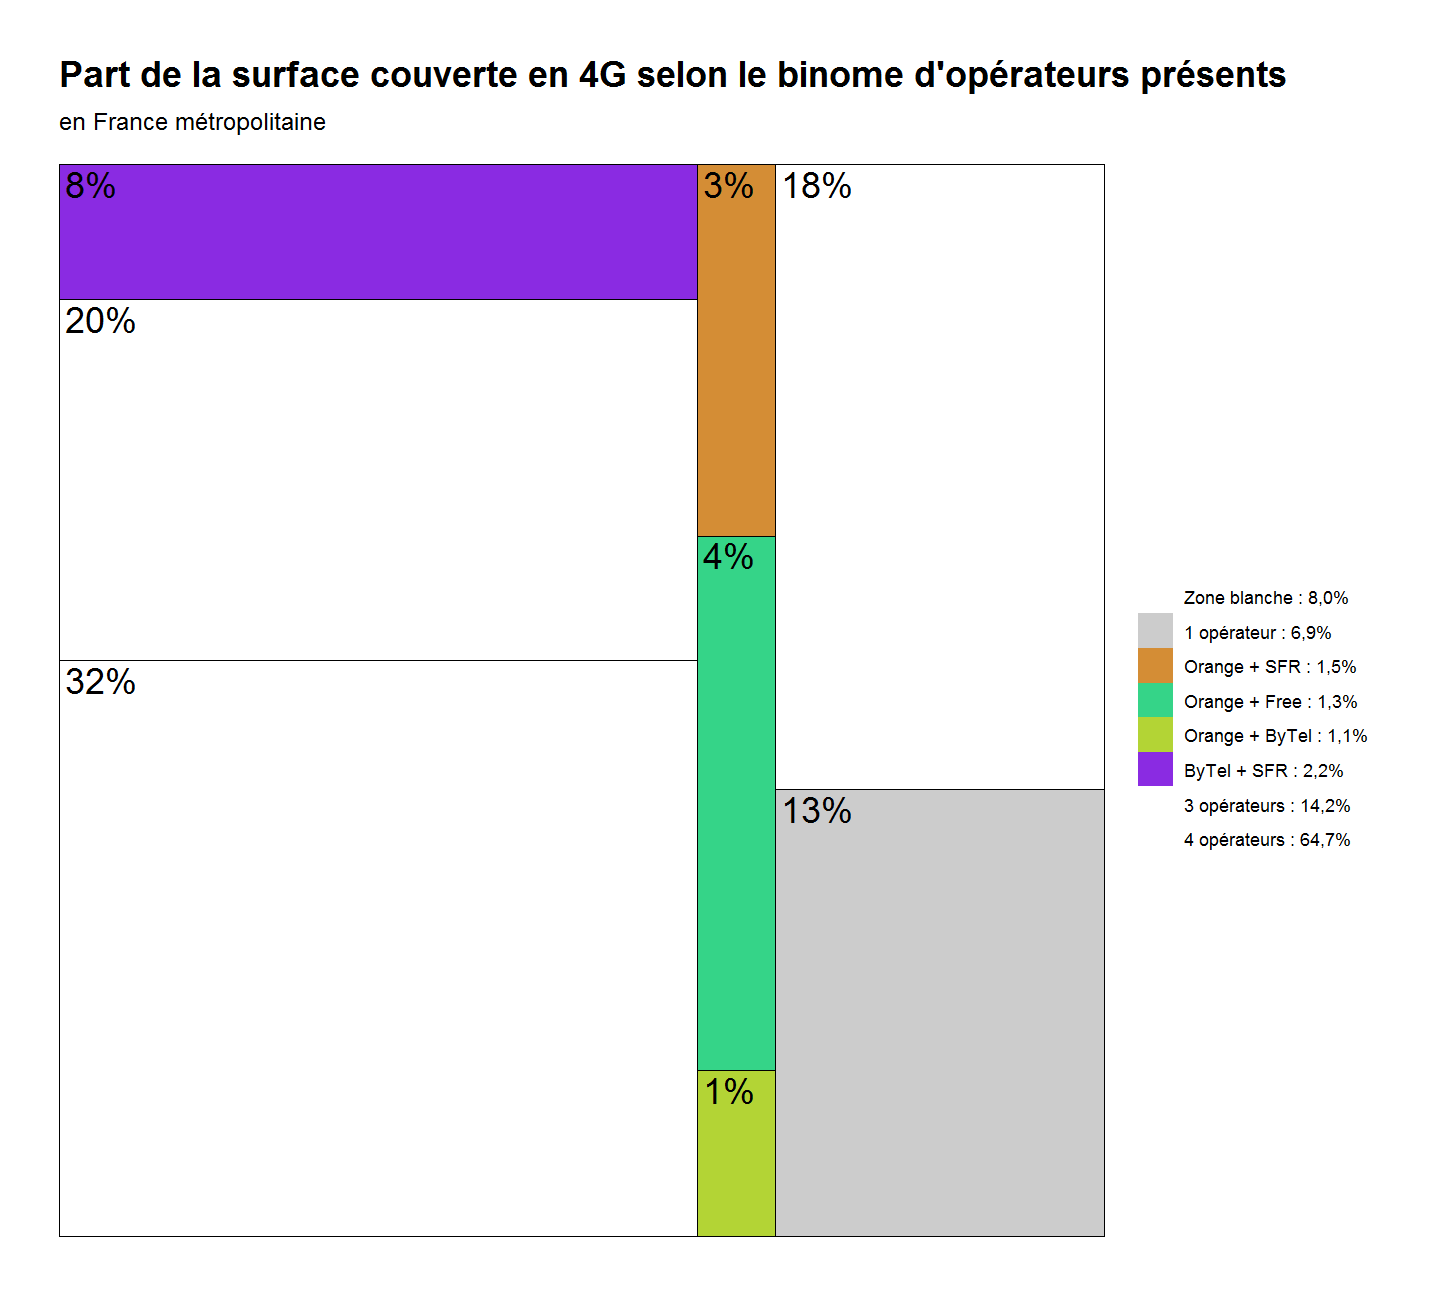 Part de la surface couverte en 4G selon le binome d'opérateurs présents
en France métropolitaine
8%
3%
18%
20%
4%
32%
13%
1%
Zone blanche : 8,0%
1 opérateur : 6,9%
Orange + SFR : 1,5%
Orange + Free : 1,3%
Orange + ByTel : 1,1%
ByTel + SFR : 2,2%
3 opérateurs : 14,2%
4 opérateurs : 64,7%